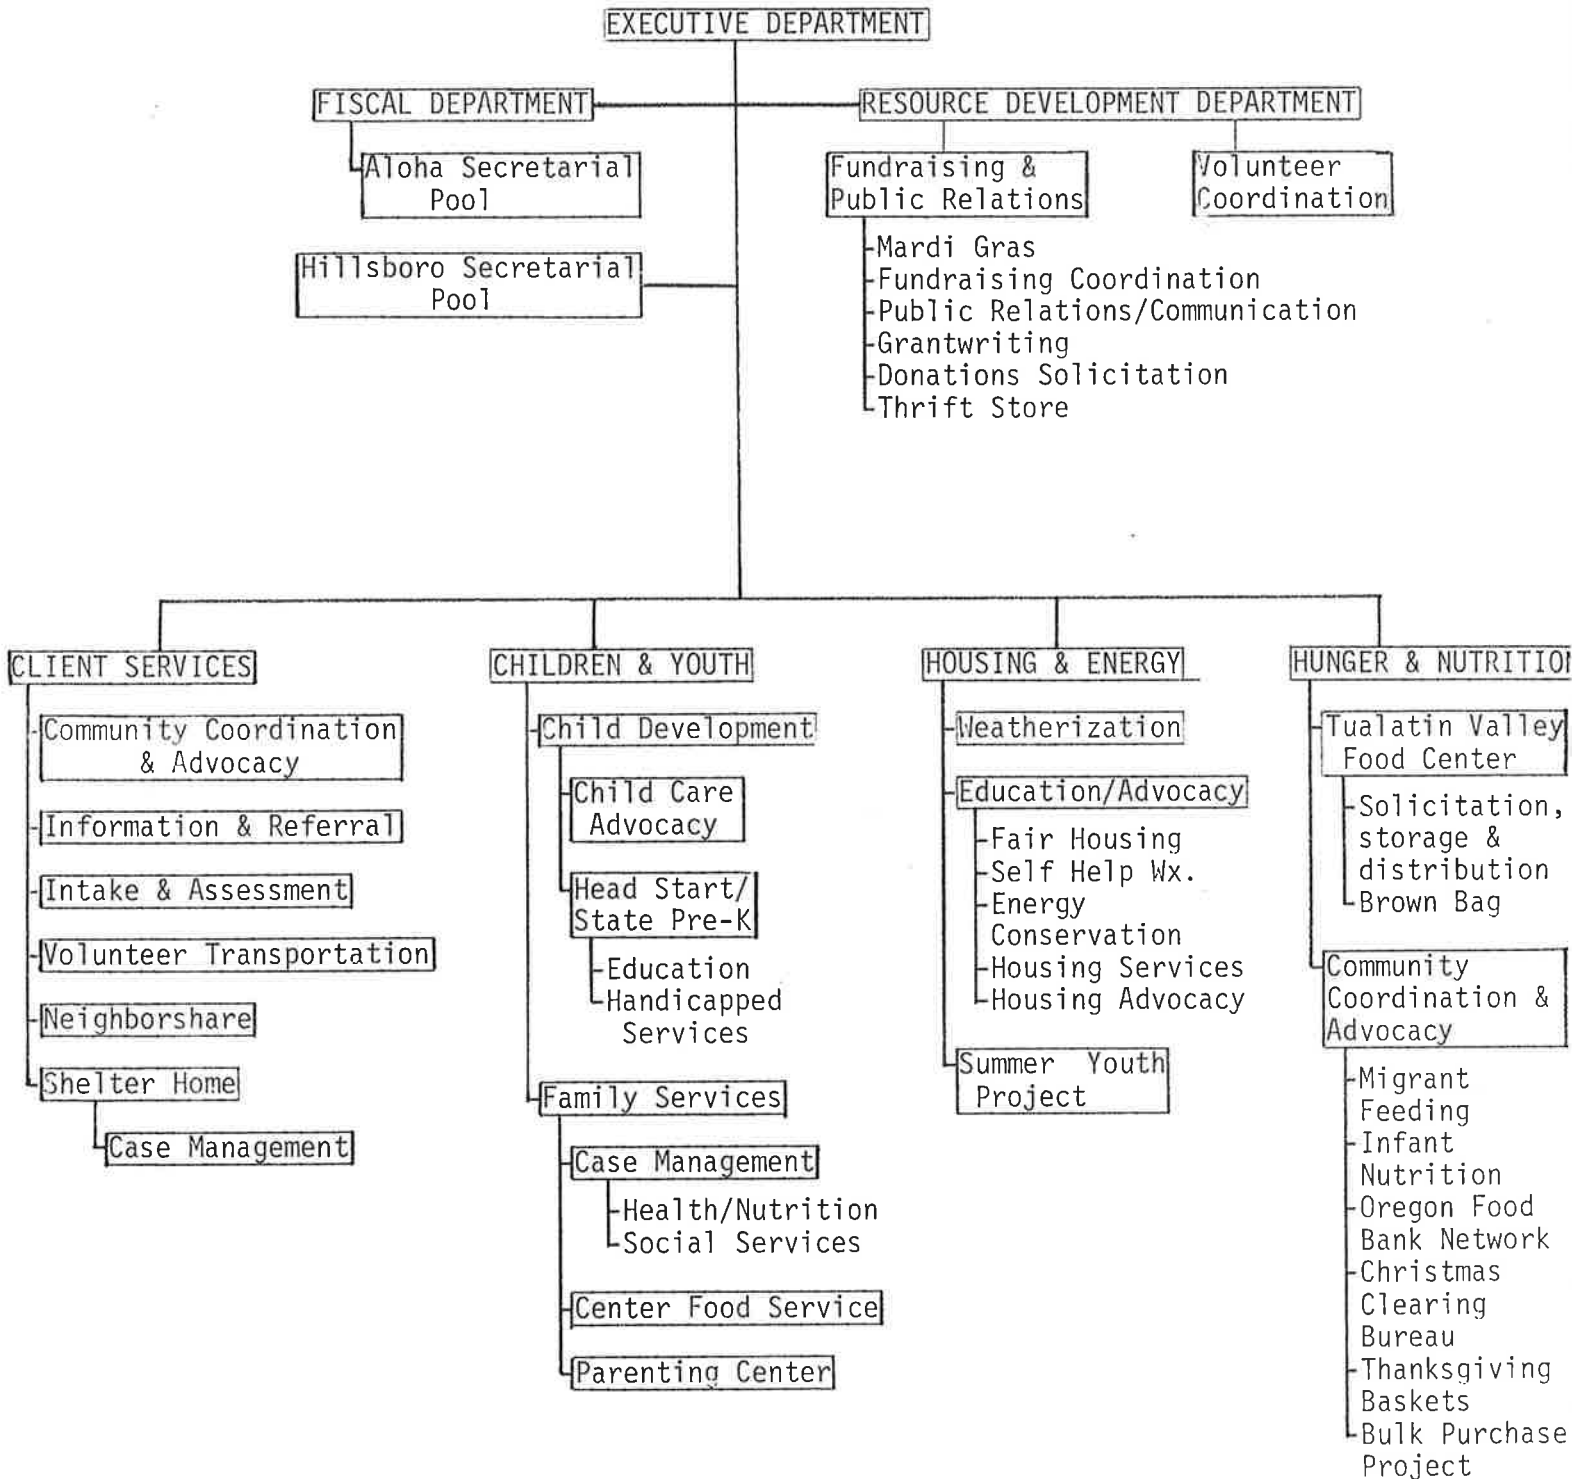 EXECUTIVE DEPARTMENT
FISCAL DEPARTMENT
RESOURCE DEVELOPMENT DEPARTMENT
Aloha Secretarial
Pool
Fundraising &
Public Relations
Volunteer
Coordination
Hillsboro Secretarial
Pool
Mardi Gras
Fundraising Coordination
Public Relations/Communication
Grantwriting
Donations Solicitation
Thrift Store
CLIENT SERVICES
Community Coordination
& Advocacy
Information & Referral
Intake & Assessment
Volunteer Transportation
Neighborshare
Shelter Home
Case Management
CHILDREN & YOUTH
Child Development
Child Care
Advocacy
Head Start/
State Pre-K
Education
Handicapped
Services
Family Services
Case Management
Health/Nutrition
Social Services
Center Food Service
Parenting Center
HOUSING & ENERGY
Weatherization
Education/Advocacy
Fair Housing
Self Help Wx.
Energy
Conservation
Housing Services
Housing Advocacy
Summer Youth
Project
HUNGER & NUTRITIO
Tualatin Valley
Food Center
Solicitation,
storage &
distribution
Brown Bag
Community
Coordination &
Advocacy
Migrant
Feeding
Infant
Nutrition
Oregon Food
Bank Network
Christmas
Clearing
Bureau
Thanksgiving
Baskets
Bulk Purchase
Project